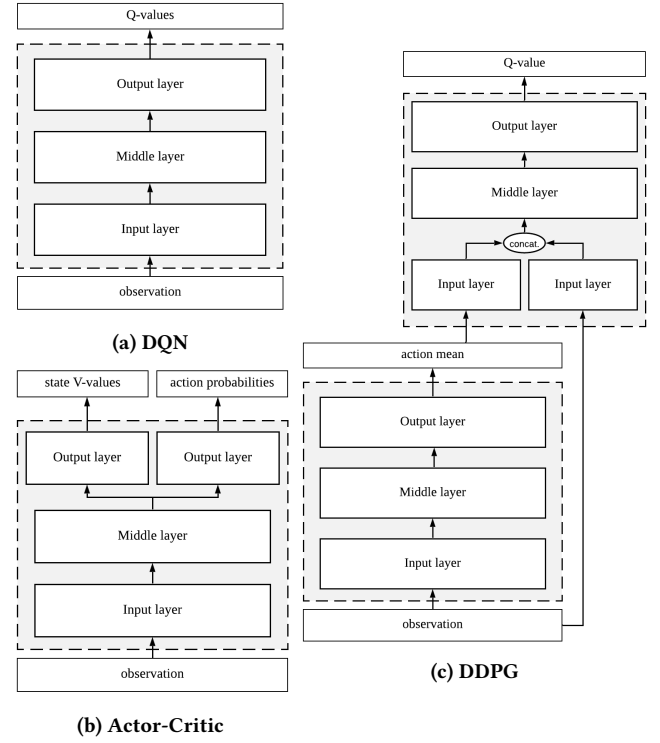 Q-values
Output layer
Middle layer
Input layer
observation
(a) DQN
state V-values
action probabilities
Output layer
Output layer
Middle layer
Input layer
observation
(b) Actor-Critic
Q-value
Output layer
Middle layer
concat.
Input layer
Input layer
action mean
Output layer
Middle layer
Input layer
observation
(c) DDPG